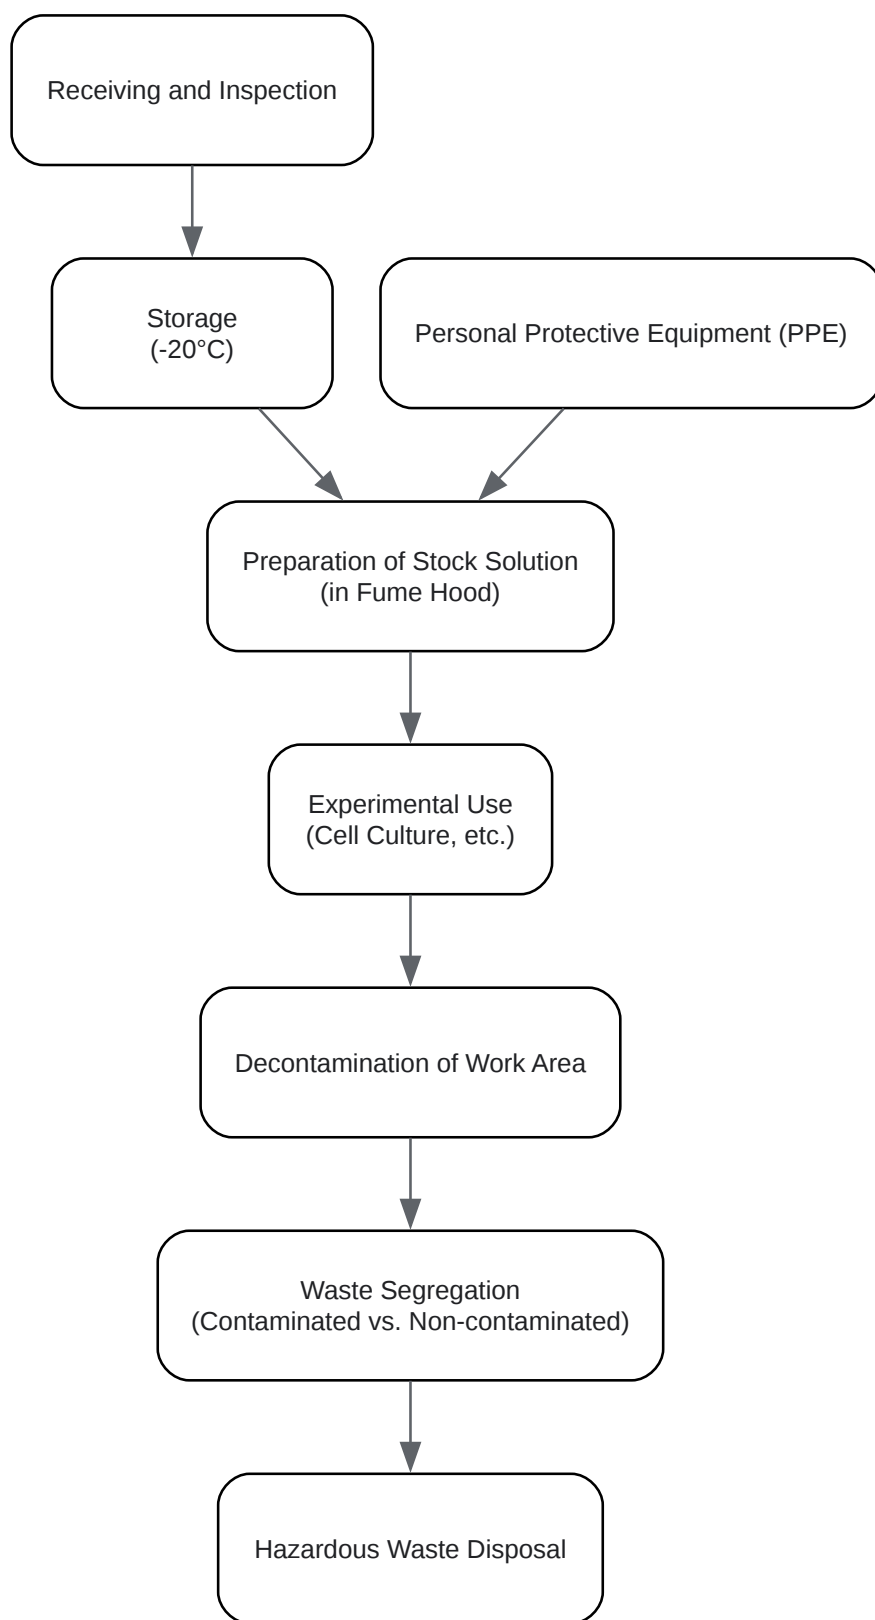 Receiving and Inspection
Storage
(-20°C)
Personal Protective Equipment (PPE)
Preparation of Stock Solution
(in Fume Hood)
Experimental Use
(Cell Culture, etc.)
Decontamination of Work Area
Waste Segregation
(Contaminated vs. Non-contaminated)
Hazardous Waste Disposal